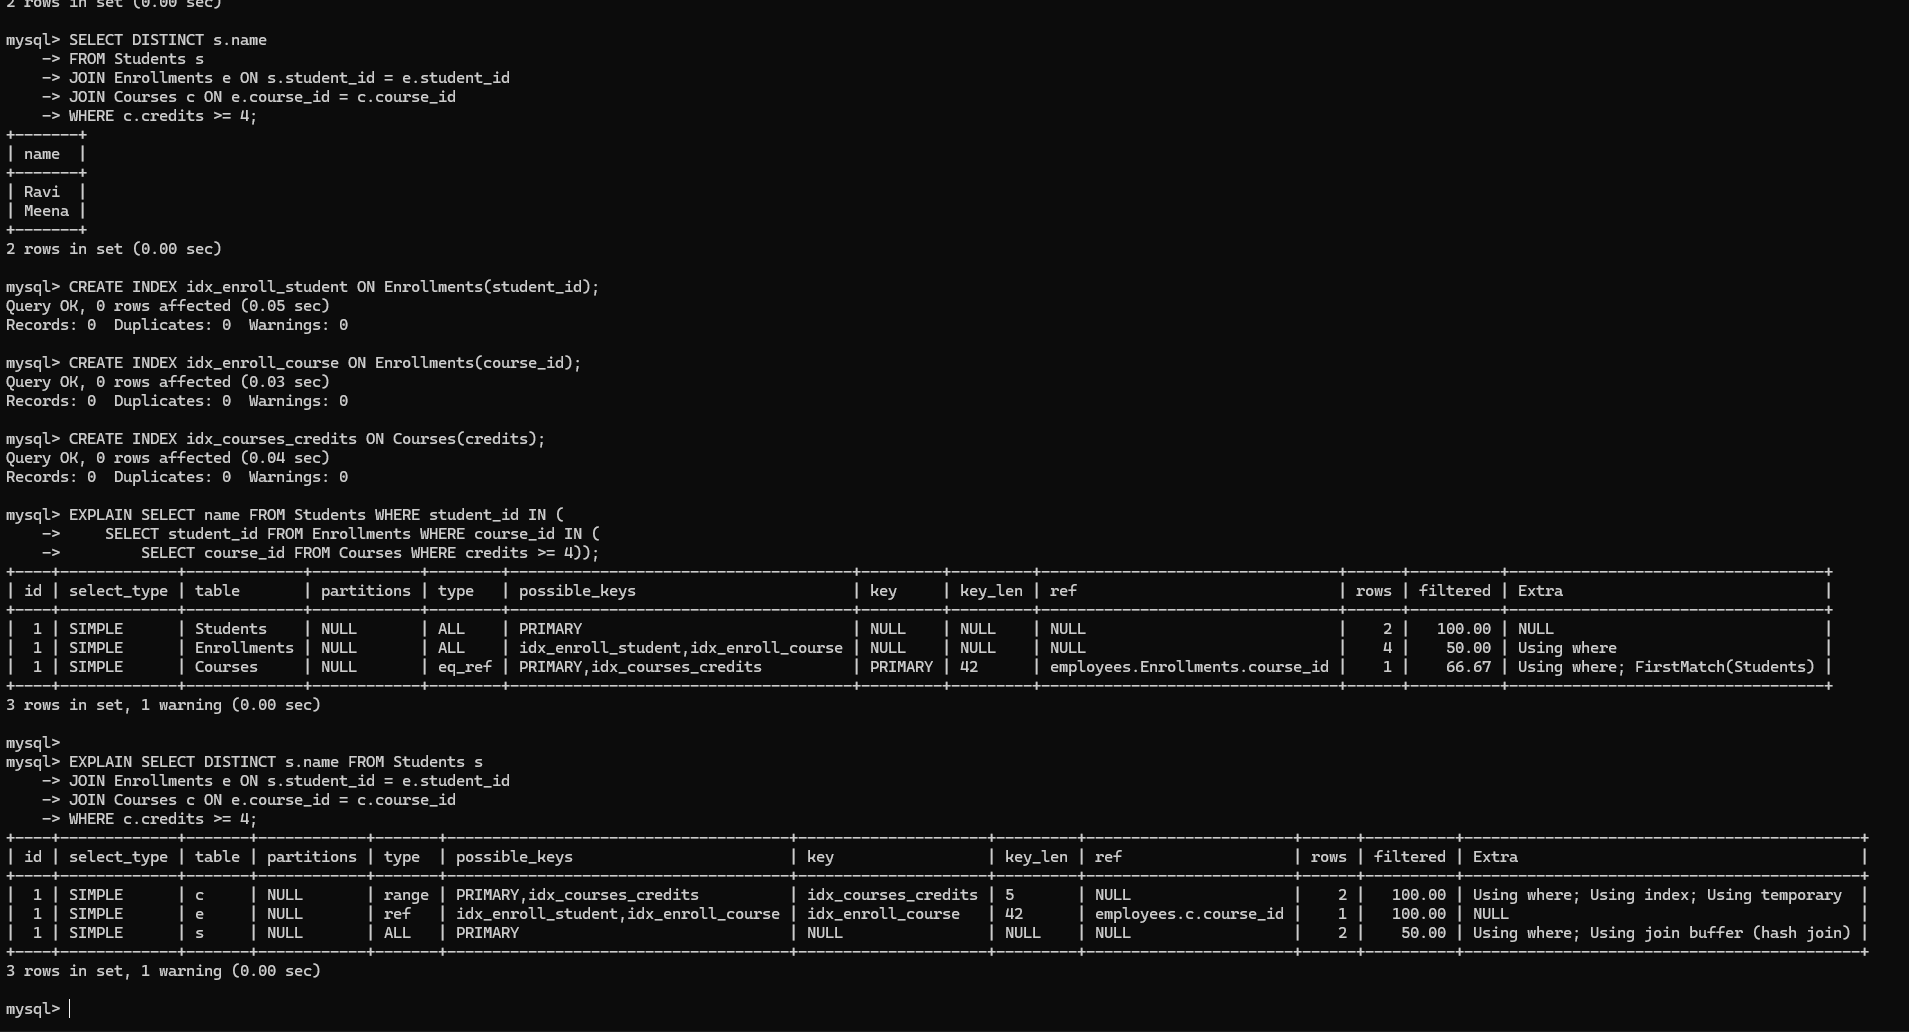 2 rows in set (0.00 sec)

mysql> SELECT DISTINCT s.name
    -> FROM Students s
    -> JOIN Enrollments e ON s.student_id = e.student_id
    -> JOIN Courses c ON e.course_id = c.course_id
    -> WHERE c.credits >= 4;
+-------+
| name  |
+-------+
| Ravi  |
| Meena |
+-------+
2 rows in set (0.00 sec)

mysql> CREATE INDEX idx_enroll_student ON Enrollments(student_id);
Query OK, 0 rows affected (0.05 sec)
Records: 0  Duplicates: 0  Warnings: 0

mysql> CREATE INDEX idx_enroll_course ON Enrollments(course_id);
Query OK, 0 rows affected (0.03 sec)
Records: 0  Duplicates: 0  Warnings: 0

mysql> CREATE INDEX idx_courses_credits ON Courses(credits);
Query OK, 0 rows affected (0.04 sec)
Records: 0  Duplicates: 0  Warnings: 0

mysql> EXPLAIN SELECT name FROM Students WHERE student_id IN (
    ->     SELECT student_id FROM Enrollments WHERE course_id IN (
    ->         SELECT course_id FROM Courses WHERE credits >= 4));
+----+-------------+-------------+------------+--------+--------------------------------------+---------+---------+--------------------------------+------+----------+---------------------------------+
| id | select_type | table       | partitions | type   | possible_keys                        | key     | key_len | ref                            | rows | filtered | Extra                           |
+----+-------------+-------------+------------+--------+--------------------------------------+---------+---------+--------------------------------+------+----------+---------------------------------+
|  1 | SIMPLE      | Students    | NULL       | ALL    | PRIMARY                              | NULL    | NULL    | NULL                           |    2 |   100.00 | NULL                            |
|  1 | SIMPLE      | Enrollments | NULL       | ALL    | idx_enroll_student,idx_enroll_course | NULL    | NULL    | NULL                           |    4 |    50.00 | Using where                     |
|  1 | SIMPLE      | Courses     | NULL       | eq_ref | PRIMARY,idx_courses_credits          | PRIMARY | 42      | employees.Enrollments.course_id |    1 |    66.67 | Using where; FirstMatch(Students) |
+----+-------------+-------------+------------+--------+--------------------------------------+---------+---------+--------------------------------+------+----------+---------------------------------+
3 rows in set, 1 warning (0.00 sec)

mysql>
mysql> EXPLAIN SELECT DISTINCT s.name FROM Students s
    -> JOIN Enrollments e ON s.student_id = e.student_id
    -> JOIN Courses c ON e.course_id = c.course_id
    -> WHERE c.credits >= 4;
+----+-------------+-------+------------+-------+--------------------------------------+---------------------+---------+-----------------------+------+----------+--------------------------------------------+
| id | select_type | table | partitions | type  | possible_keys                        | key                 | key_len | ref                   | rows | filtered | Extra                                      |
+----+-------------+-------+------------+-------+--------------------------------------+---------------------+---------+-----------------------+------+----------+--------------------------------------------+
|  1 | SIMPLE      | c     | NULL       | range | PRIMARY,idx_courses_credits          | idx_courses_credits | 5       | NULL                  |    2 |   100.00 | Using where; Using index; Using temporary  |
|  1 | SIMPLE      | e     | NULL       | ref   | idx_enroll_student,idx_enroll_course | idx_enroll_course   | 42      | employees.c.course_id |    1 |   100.00 | NULL                                       |
|  1 | SIMPLE      | s     | NULL       | ALL   | PRIMARY                              | NULL                | NULL    | NULL                  |    2 |    50.00 | Using where; Using join buffer (hash join) |
+----+-------------+-------+------------+-------+--------------------------------------+---------------------+---------+-----------------------+------+----------+--------------------------------------------+
3 rows in set, 1 warning (0.00 sec)

mysql>